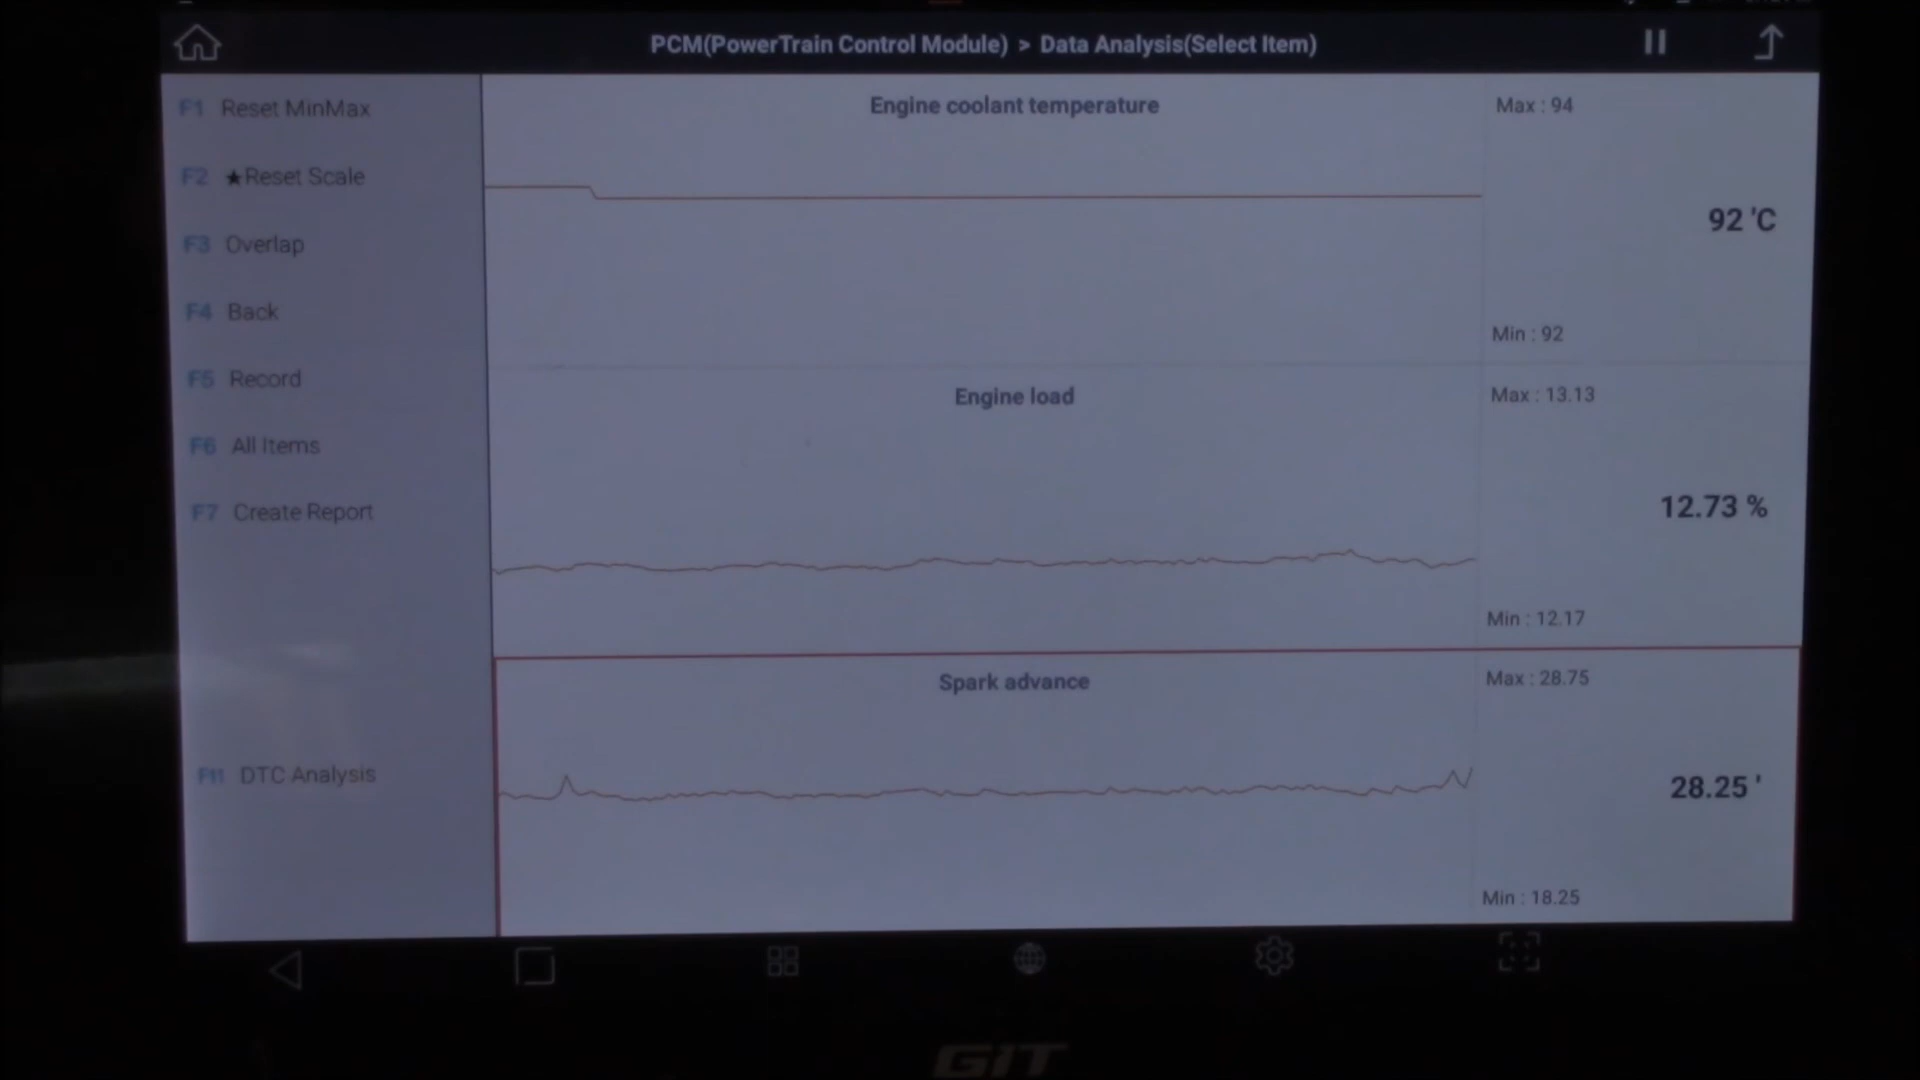 PCM(PowerTrain Control Module) > Data Analysis(Select Item)
F1 Reset MinMax
F2 ★Reset Scale
F3 Overlap
F4 Back
F5 Record
F6 All Items
F7 Create Report
F11 DTC Analysis
Engine coolant temperature
Max : 94
92 'C
Min : 92
Engine load
Max : 13.13
12.73 %
Min : 12.17
Spark advance
Max : 28.75
28.25 '
Min : 18.25
GIT